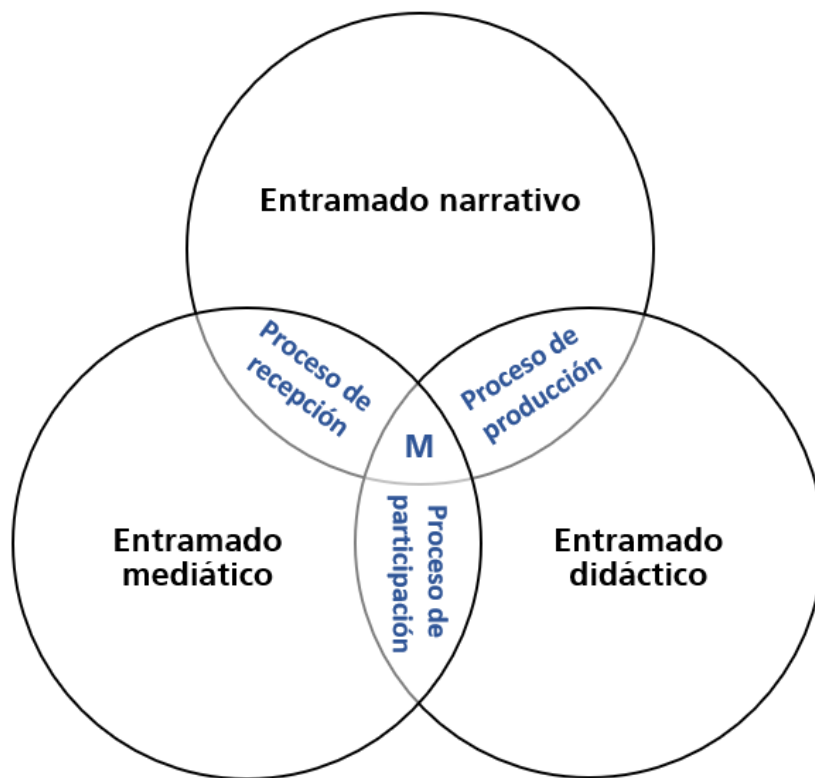 Entramado narrativo
Proceso de
recepción
Proceso de
producción
M
Entramado
mediático
Proceso de
participación
Entramado
didáctico